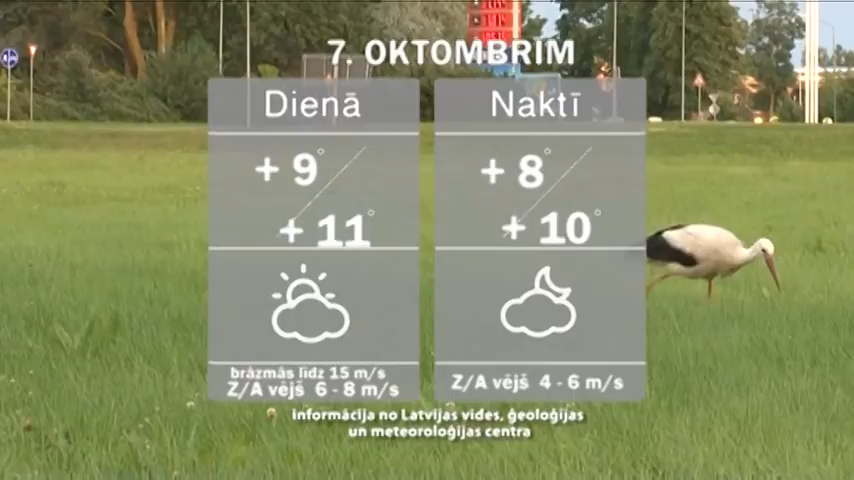 7. OKTOMBRIM
Dienā
Naktī
+ 9°
+ 11°
+ 8°
+ 10°
brāzmās līdz 15 m/s
Z/A vējš 6 - 8 m/s
Z/A vējš 4 - 6 m/s
Informācija no Latvijas vides, ģeoloģijas
un meteoroloģijas centra